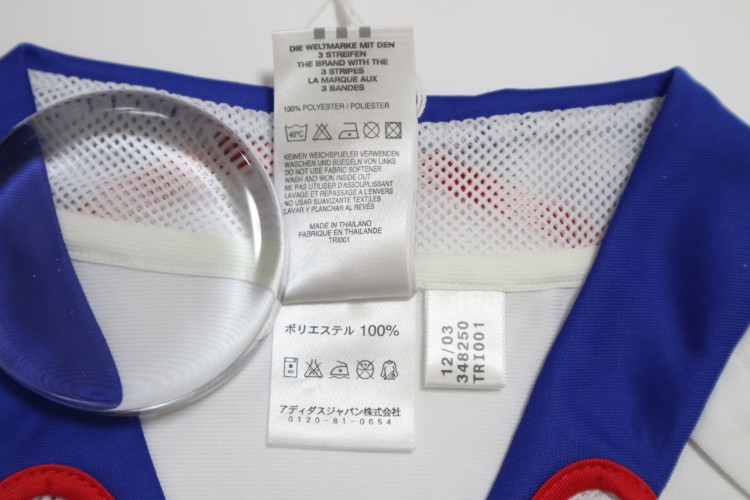 DIE WELTMARKE MIT DEN
3 STREIFEN
THE BRAND WITH THE
3 STRIPES
LA MARQUE AUX
3 BANDES
100% POLYESTER / POLIESTER
40°C
KEINEN WEICHSPUELER VERWENDEN
WASCHEN UND BUEGELN VON LINKS
DO NOT USE FABRIC SOFTENER
WASH AND IRON INSIDE OUT
NE PAS UTILISER D'ASSOUPLISSANT
LAVAGE ET REPASSAGE A L'ENVERS
NO USAR SUAVIZANTE TEXTILES
LAVAR Y PLANCHAR AL REVÉS
MADE IN THAILAND
FABRIQUE EN THAILANDE
TRI001
ポリエステル 100%
アディダスジャパン株式会社
0120-81-0654
12/03
348250
TRI001